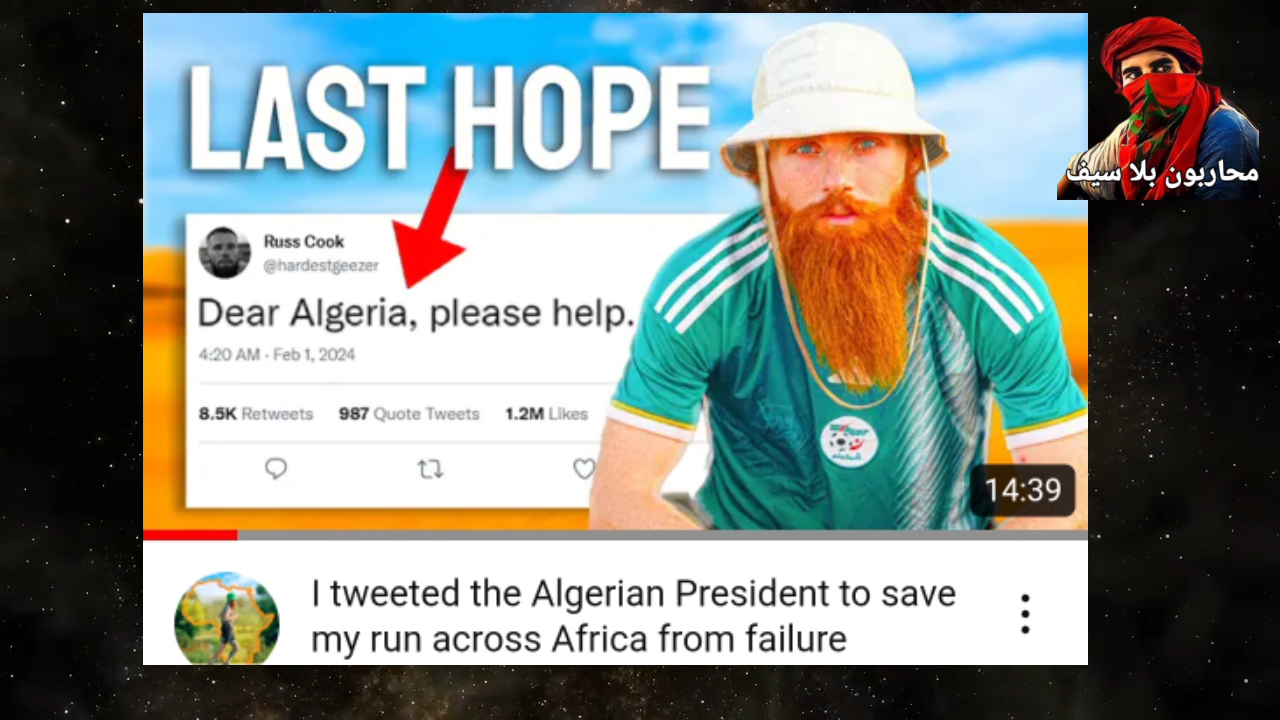 LAST HOPE
Russ Cook
@hardestgeezer
Dear Algeria, please help.
4:20 AM · Feb 1, 2024
8.5K Retweets 987 Quote Tweets 1.2M Likes
14:39
I tweeted the Algerian President to save
my run across Africa from failure
محاربون بلا سيف